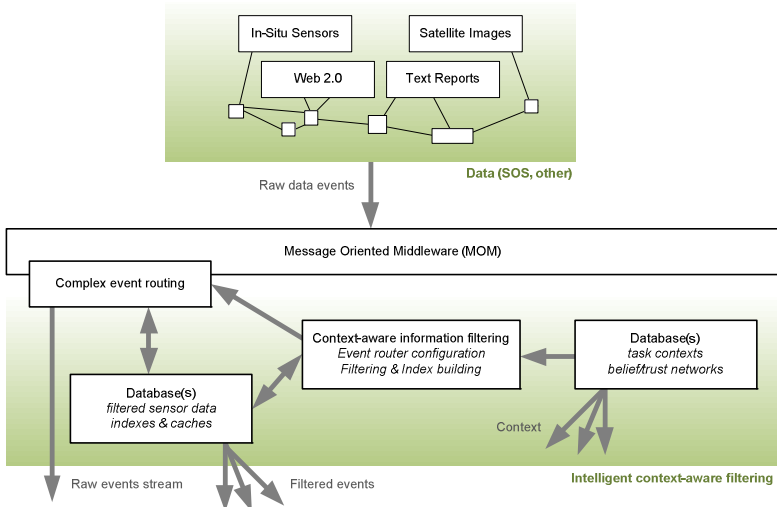 In-Situ Sensors
Satellite Images
Web 2.0
Text Reports
Data (SOS, other)
Raw data events
Message Oriented Middleware (MOM)
Complex event routing
Context-aware information filtering
Event router configuration
Filtering & Index building
Database(s)
task contexts
belief/trust networks
Database(s)
filtered sensor data
indexes & caches
Context
Raw events stream
Filtered events
Intelligent context-aware filtering